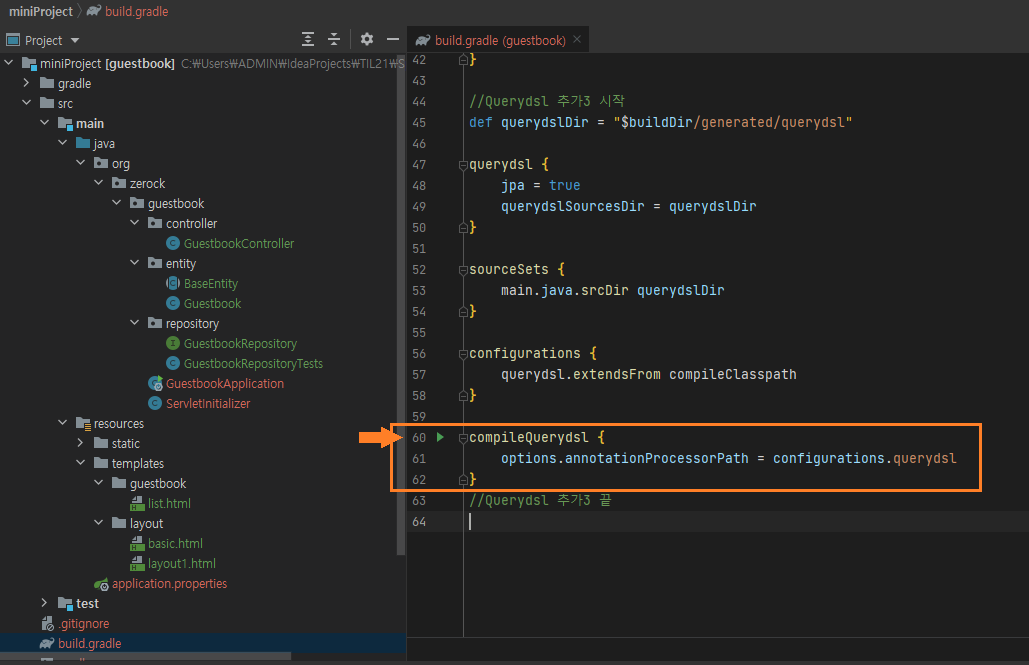 miniProject build.gradle
Project
build.gradle (guestbook)
miniProject [guestbook] C:₩Users₩ADMIN₩IdeaProjects₩TIL21₩S
gradle
src
main
java
org
zerock
guestbook
controller
GuestbookController
entity
BaseEntity
Guestbook
repository
GuestbookRepository
GuestbookRepositoryTests
GuestbookApplication
ServletInitializer
resources
static
templates
guestbook
list.html
layout
basic.html
layout1.html
application.properties
test
.gitignore
build.gradle
42 }
43
44 //Querydsl 추가3 시작
45 def querydslDir = "$buildDir/generated/querydsl"
46
47 querydsl {
48 jpa = true
49 querydslSourcesDir = querydslDir
50 }
51
52 sourceSets {
53 main.java.srcDir querydslDir
54 }
55
56 configurations {
57 querydsl.extendsFrom compileClasspath
58 }
59
60 compileQuerydsl {
61 options.annotationProcessorPath = configurations.querydsl
62 }
63 //Querydsl 추가3 끝
64